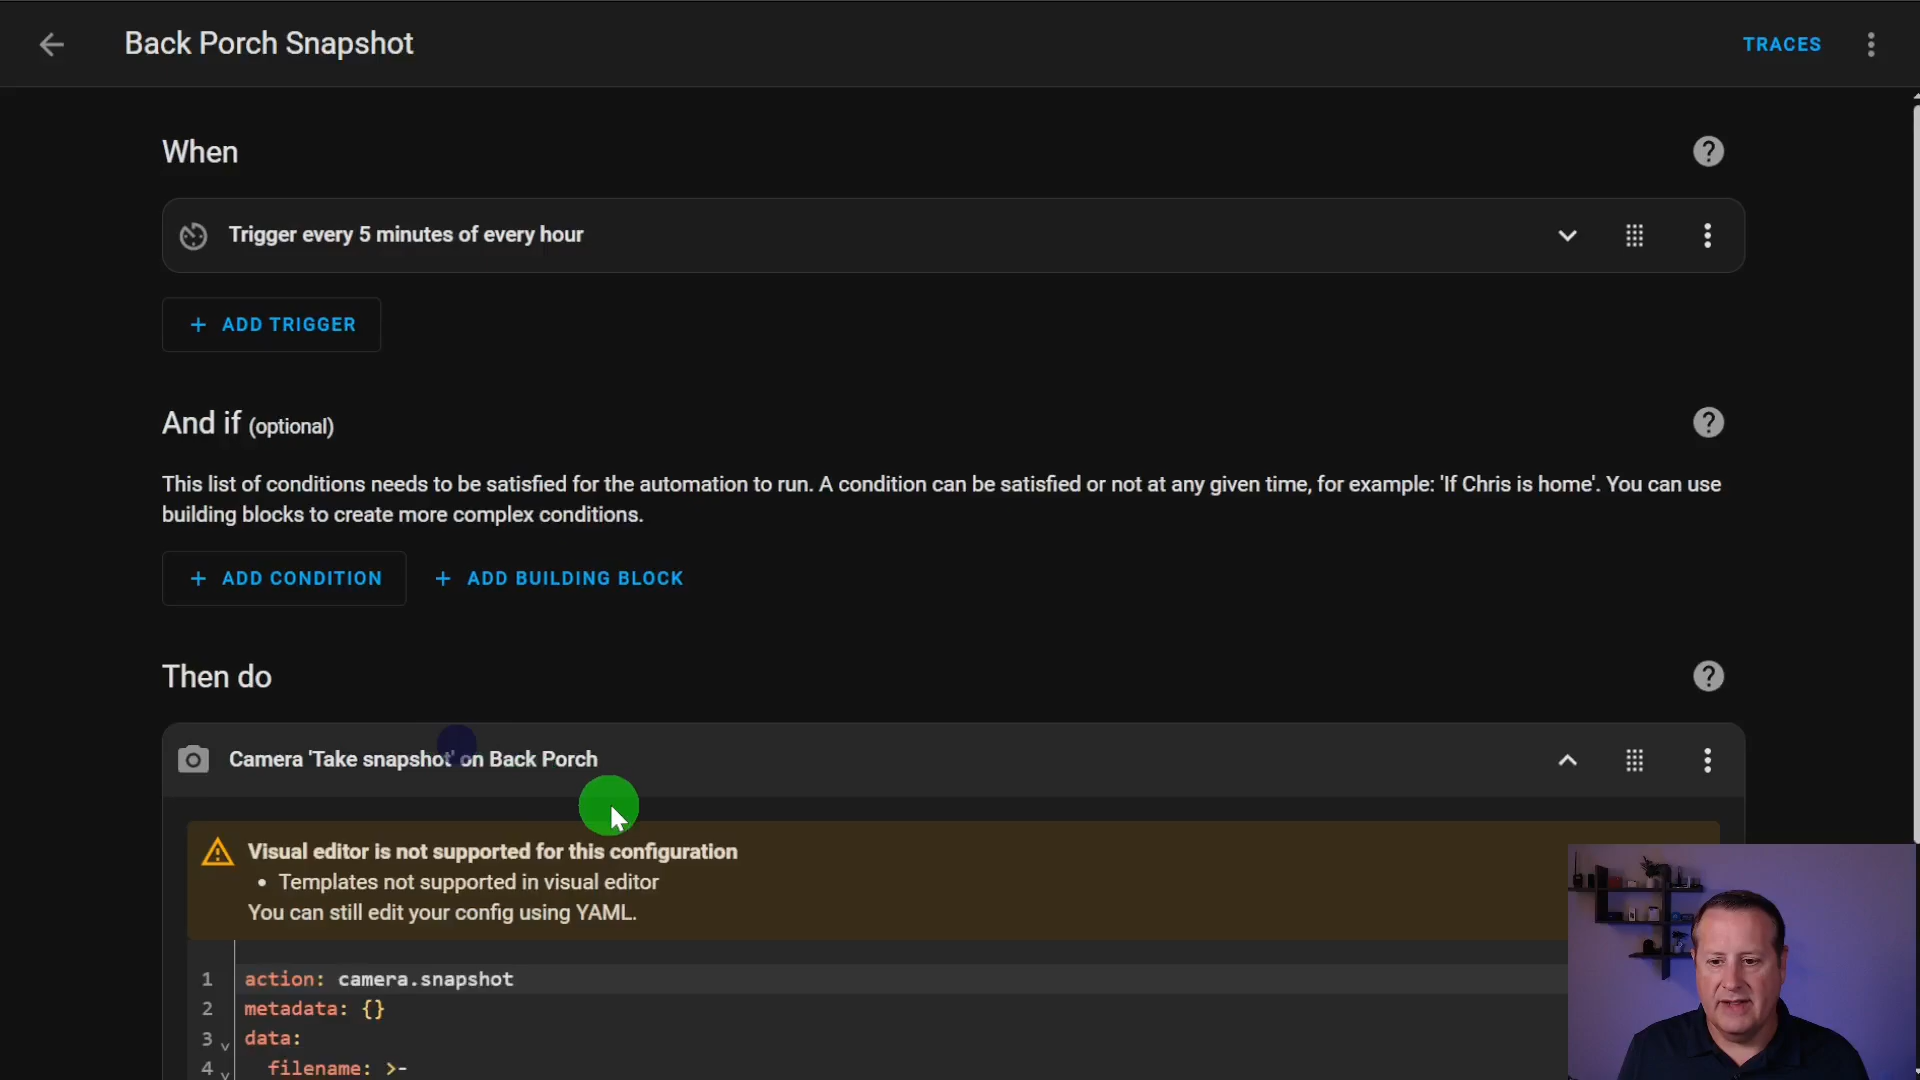 Back Porch Snapshot
TRACES
When
?
Trigger every 5 minutes of every hour
+ ADD TRIGGER
And if (optional)
?
This list of conditions needs to be satisfied for the automation to run. A condition can be satisfied or not at any given time, for example: 'If Chris is home'. You can use
building blocks to create more complex conditions.
+ ADD CONDITION + ADD BUILDING BLOCK
Then do
?
Camera 'Take snapshot' on Back Porch
Visual editor is not supported for this configuration
• Templates not supported in visual editor
You can still edit your config using YAML.
1 action: camera.snapshot
2 metadata: {}
3 data:
4 filename: >-